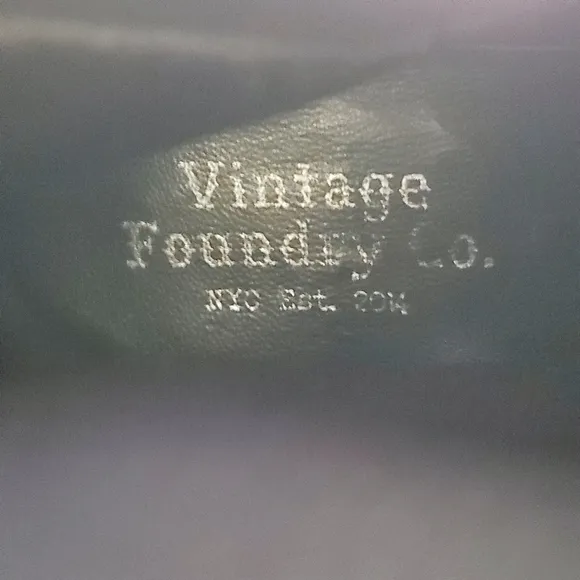 Vintage
Foundry Co.
NYC Est. 2014